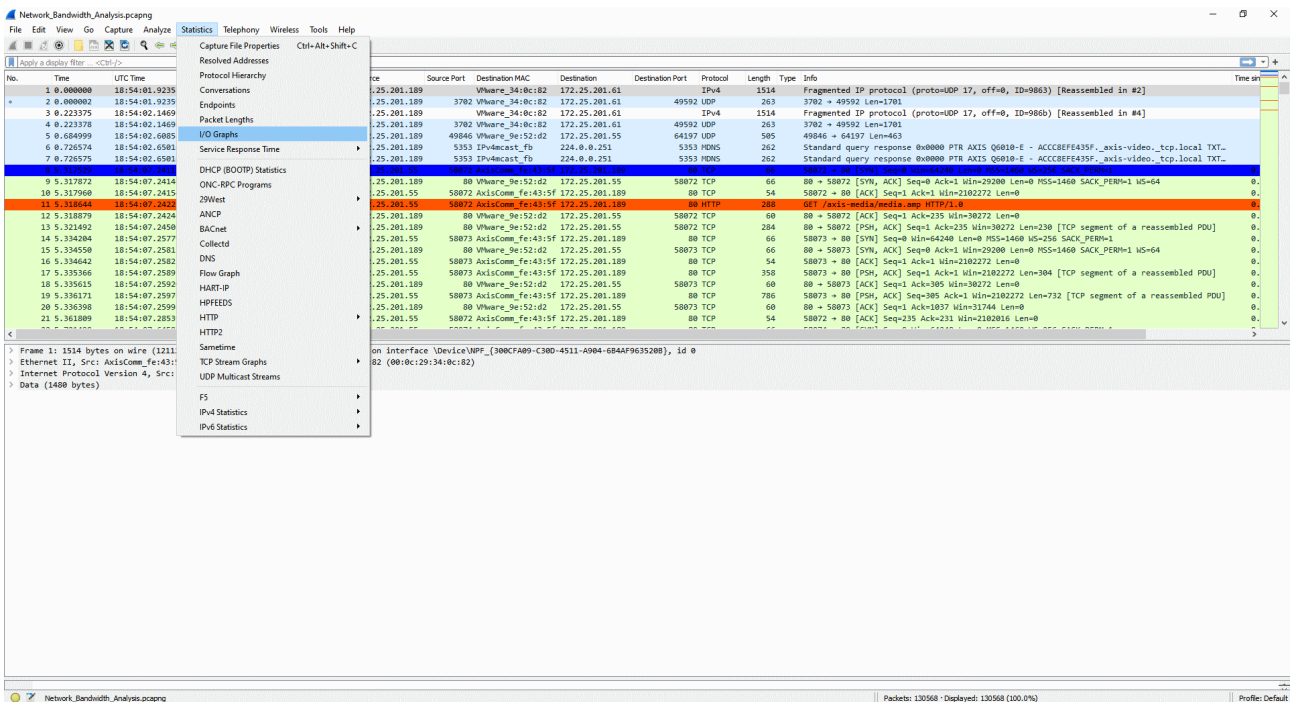 Network_Bandwidth_Analysis.pcapng
File Edit View Go Capture Analyze Statistics Telephony Wireless Tools Help
Apply a display filter ... <Ctrl-/>
No. Time UTC Time rce Source Port Destination MAC Destination Destination Port Protocol Length Type Info Time sin
1 0.000000 18:54:01.9235 .25.201.189 VMware_34:0c:82 172.25.201.61 IPv4 1514 Fragmented IP protocol (proto=UDP 17, off=0, ID=9863) [Reassembled in #2]
2 0.000002 18:54:01.9235 .25.201.189 3702 VMware_34:0c:82 172.25.201.61 49592 UDP 263 3702 → 49592 Len=1701
3 0.223375 18:54:02.1469 .25.201.189 VMware_34:0c:82 172.25.201.61 IPv4 1514 Fragmented IP protocol (proto=UDP 17, off=0, ID=986b) [Reassembled in #4]
4 0.223378 18:54:02.1469 .25.201.189 3702 VMware_34:0c:82 172.25.201.61 49592 UDP 263 3702 → 49592 Len=1701
5 0.684999 18:54:02.6085 .25.201.189 49846 VMware_9e:52:d2 172.25.201.55 64197 UDP 505 49846 → 64197 Len=463
6 0.726574 18:54:02.6501 .25.201.189 5353 IPv4mcast_fb 224.0.0.251 5353 MDNS 262 Standard query response 0x0000 PTR AXIS Q6010-E - ACCC8EFE435F._axis-video._tcp.local TXT…
7 0.726575 18:54:02.6501 .25.201.189 5353 IPv4mcast_fb 224.0.0.251 5353 MDNS 262 Standard query response 0x0000 PTR AXIS Q6010-E - ACCC8EFE435F._axis-video._tcp.local TXT…
9 5.317872 18:54:07.2414 .25.201.189 80 VMware_9e:52:d2 172.25.201.55 58072 TCP 66 80 → 58072 [SYN, ACK] Seq=0 Ack=1 Win=29200 Len=0 MSS=1460 SACK_PERM=1 WS=64 0.
10 5.317960 18:54:07.2415 .25.201.55 58072 AxisComm_fe:43:5f 172.25.201.189 80 TCP 54 58072 → 80 [ACK] Seq=1 Ack=1 Win=2102272 Len=0 0.
11 5.318644 18:54:07.2422 .25.201.55 58072 AxisComm_fe:43:5f 172.25.201.189 80 HTTP 288 GET /axis-media/media.amp HTTP/1.0 0.
12 5.318879 18:54:07.2424 .25.201.189 80 VMware_9e:52:d2 172.25.201.55 58072 TCP 60 80 → 58072 [ACK] Seq=1 Ack=235 Win=30272 Len=0 0.
13 5.321492 18:54:07.2450 .25.201.189 80 VMware_9e:52:d2 172.25.201.55 58072 TCP 284 80 → 58072 [PSH, ACK] Seq=1 Ack=235 Win=30272 Len=230 [TCP segment of a reassembled PDU] 0.
14 5.334204 18:54:07.2577 .25.201.55 58073 AxisComm_fe:43:5f 172.25.201.189 80 TCP 66 58073 → 80 [SYN] Seq=0 Win=64240 Len=0 MSS=1460 WS=256 SACK_PERM=1 0.
15 5.334550 18:54:07.2581 .25.201.189 80 VMware_9e:52:d2 172.25.201.55 58073 TCP 66 80 → 58073 [SYN, ACK] Seq=0 Ack=1 Win=29200 Len=0 MSS=1460 SACK_PERM=1 WS=64 0.
16 5.334642 18:54:07.2582 .25.201.55 58073 AxisComm_fe:43:5f 172.25.201.189 80 TCP 54 58073 → 80 [ACK] Seq=1 Ack=1 Win=2102272 Len=0 0.
17 5.335366 18:54:07.2589 .25.201.55 58073 AxisComm_fe:43:5f 172.25.201.189 80 TCP 358 58073 → 80 [PSH, ACK] Seq=1 Ack=1 Win=2102272 Len=304 [TCP segment of a reassembled PDU] 0.
18 5.335615 18:54:07.2592 .25.201.189 80 VMware_9e:52:d2 172.25.201.55 58073 TCP 60 80 → 58073 [ACK] Seq=1 Ack=305 Win=30272 Len=0 0.
19 5.336171 18:54:07.2597 .25.201.55 58073 AxisComm_fe:43:5f 172.25.201.189 80 TCP 786 58073 → 80 [PSH, ACK] Seq=305 Ack=1 Win=2102272 Len=732 [TCP segment of a reassembled PDU] 0.
20 5.336398 18:54:07.2599 .25.201.189 80 VMware_9e:52:d2 172.25.201.55 58073 TCP 60 80 → 58073 [ACK] Seq=1 Ack=1037 Win=31744 Len=0 0.
21 5.361809 18:54:07.2853 .25.201.55 58072 AxisComm_fe:43:5f 172.25.201.189 80 TCP 54 58072 → 80 [ACK] Seq=235 Ack=231 Win=2102016 Len=0 0.
Capture File Properties Ctrl+Alt+Shift+C
Resolved Addresses
Protocol Hierarchy
Conversations
Endpoints
Packet Lengths
I/O Graphs
Service Response Time
DHCP (BOOTP) Statistics
ONC-RPC Programs
29West
ANCP
BACnet
Collectd
DNS
Flow Graph
HART-IP
HPFEEDS
HTTP
HTTP2
Sametime
TCP Stream Graphs
UDP Multicast Streams
F5
IPv4 Statistics
IPv6 Statistics
Frame 1: 1514 bytes on wire (1211 on interface \Device\NPF_{300CFA09-C30D-4511-A904-6B4AF963520B}, id 0
Ethernet II, Src: AxisComm_fe:43: 82 (00:0c:29:34:0c:82)
Internet Protocol Version 4, Src:
Data (1480 bytes)
Network_Bandwidth_Analysis.pcapng Packets: 130568 · Displayed: 130568 (100.0%) Profile: Default